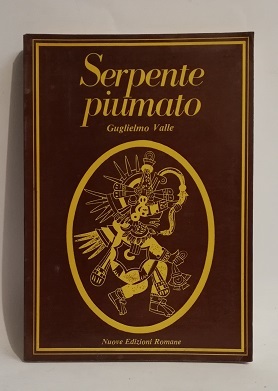 Serpente
piumato
Guglielmo Valle
Nuove Edizioni Romane